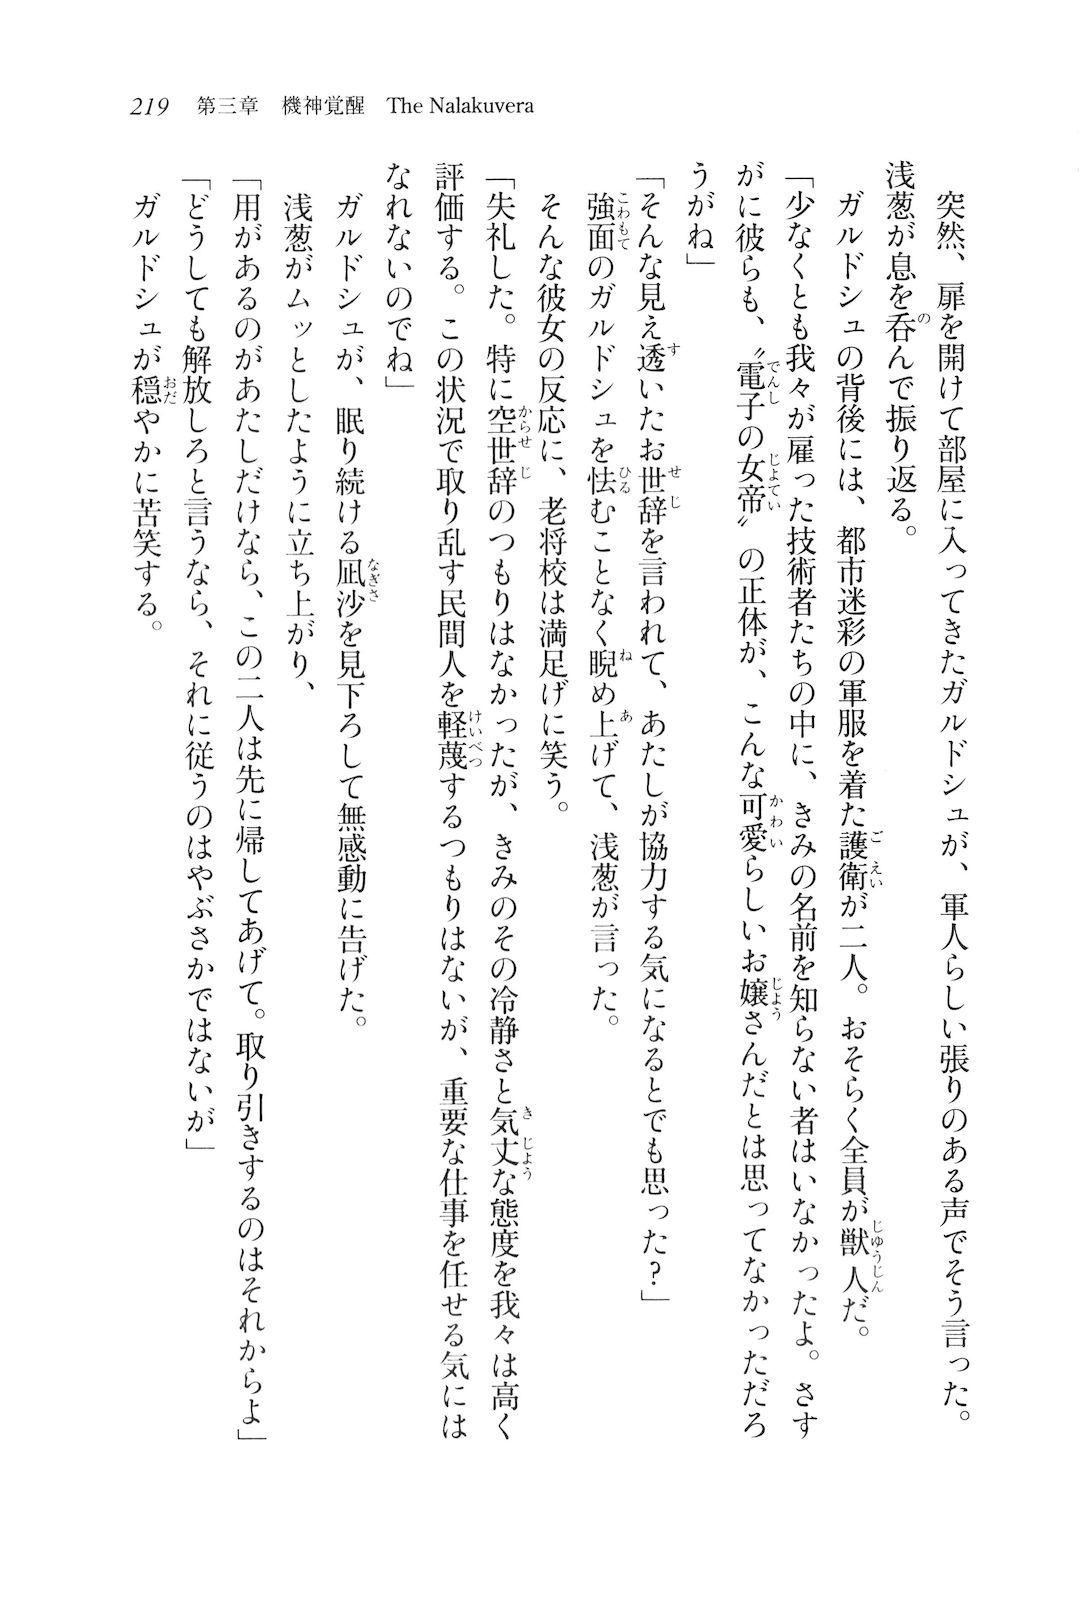 219　第三章　機神覚醒　The Nalakuvera
　突然、扉を開けて部屋に入ってきたガルドシュが、軍人らしい張りのある声でそう言った。
浅葱が息を呑んで振り返る。
　ガルドシュの背後には、都市迷彩の軍服を着た護衛が二人。おそらく全員が獣人だ。
「少なくとも我々が雇った技術者たちの中に、きみの名前を知らない者はいなかったよ。さす
がに彼らも、〝電子の女帝〟の正体が、こんな可愛らしいお嬢さんだとは思ってなかっただろ
うがね」
「そんな見え透いたお世辞を言われて、あたしが協力する気になるとでも思った？」
　強面のガルドシュを怯むことなく睨め上げて、浅葱が言った。
　そんな彼女の反応に、老将校は満足げに笑う。
「失礼した。特に空世辞のつもりはなかったが、きみのその冷静さと気丈な態度を我々は高く
評価する。この状況で取り乱す民間人を軽蔑するつもりはないが、重要な仕事を任せる気には
なれないのでね」
　ガルドシュが、眠り続ける凪沙を見下ろして無感動に告げた。
　浅葱がムッとしたように立ち上がり、
「用があるのがあたしだけなら、この二人は先に帰してあげて。取り引きするのはそれからよ」
「どうしても解放しろと言うなら、それに従うのはやぶさかではないが」
　ガルドシュが穏やかに苦笑する。